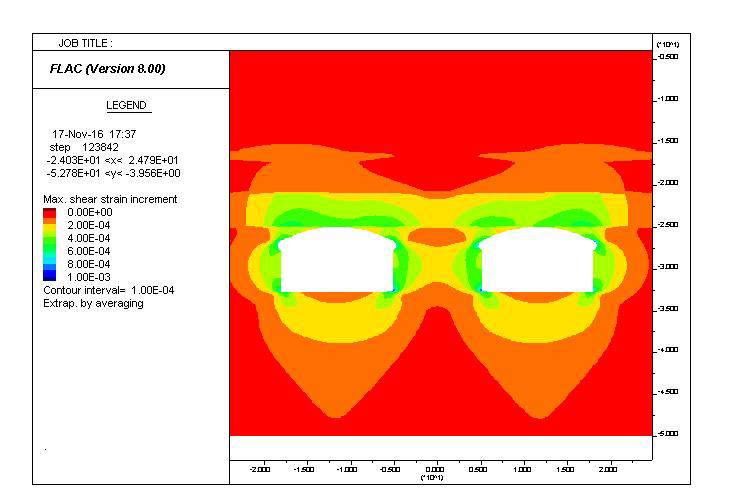 JOB TITLE :
FLAC (Version 8.00)
LEGEND
17-Nov-16 17:37
step 123842
-2.403E+01 <x< 2.479E+01
-5.278E+01 <y< -3.956E+00
Max. shear strain increment
0.00E+00
2.00E-04
4.00E-04
6.00E-04
8.00E-04
1.00E-03
Contour interval= 1.00E-04
Extrap. by averaging
(*10^1)
-0.500
-1.000
-1.500
-2.000
-2.500
-3.000
-3.500
-4.000
-4.500
-5.000
-2.000 -1.500 -1.000 -0.500 0.000 0.500 1.000 1.500 2.000
(*10^1)